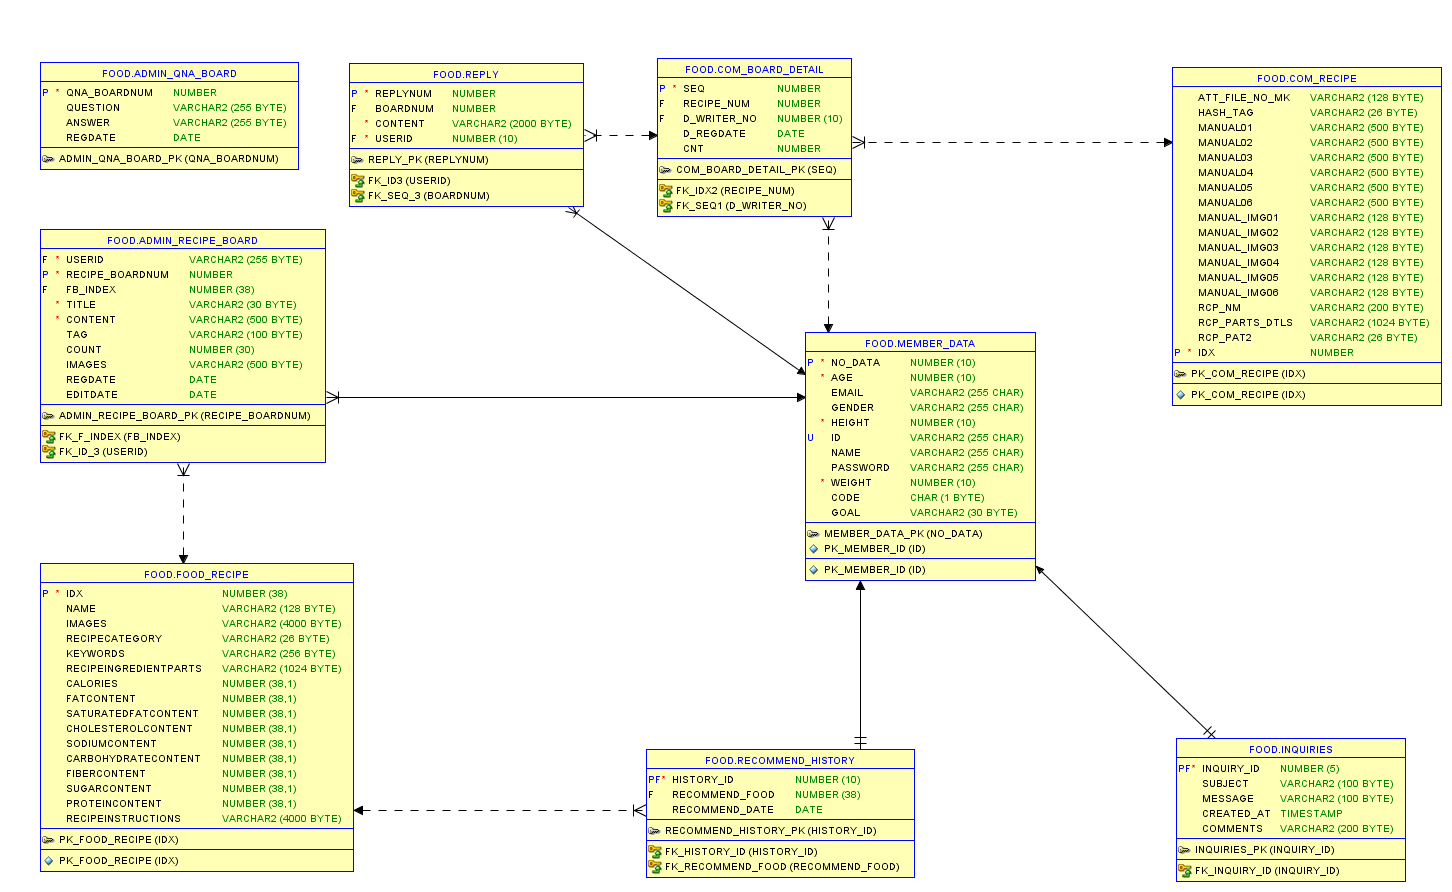 FOOD.ADMIN_QNA_BOARD
P * QNA_BOARDNUM NUMBER
QUESTION VARCHAR2 (255 BYTE)
ANSWER VARCHAR2 (255 BYTE)
REGDATE DATE
ADMIN_QNA_BOARD_PK (QNA_BOARDNUM)
FOOD.REPLY
P * REPLYNUM NUMBER
F BOARDNUM NUMBER
* CONTENT VARCHAR2 (2000 BYTE)
F * USERID NUMBER (10)
REPLY_PK (REPLYNUM)
FK_ID3 (USERID)
FK_SEQ_3 (BOARDNUM)
FOOD.COM_BOARD_DETAIL
P * SEQ NUMBER
F RECIPE_NUM NUMBER
F D_WRITER_NO NUMBER (10)
D_REGDATE DATE
CNT NUMBER
COM_BOARD_DETAIL_PK (SEQ)
FK_IDX2 (RECIPE_NUM)
FK_SEQ1 (D_WRITER_NO)
FOOD.COM_RECIPE
ATT_FILE_NO_MK VARCHAR2 (128 BYTE)
HASH_TAG VARCHAR2 (26 BYTE)
MANUAL01 VARCHAR2 (500 BYTE)
MANUAL02 VARCHAR2 (500 BYTE)
MANUAL03 VARCHAR2 (500 BYTE)
MANUAL04 VARCHAR2 (500 BYTE)
MANUAL05 VARCHAR2 (500 BYTE)
MANUAL06 VARCHAR2 (500 BYTE)
MANUAL_IMG01 VARCHAR2 (128 BYTE)
MANUAL_IMG02 VARCHAR2 (128 BYTE)
MANUAL_IMG03 VARCHAR2 (128 BYTE)
MANUAL_IMG04 VARCHAR2 (128 BYTE)
MANUAL_IMG05 VARCHAR2 (128 BYTE)
MANUAL_IMG06 VARCHAR2 (128 BYTE)
RCP_NM VARCHAR2 (200 BYTE)
RCP_PARTS_DTLS VARCHAR2 (1024 BYTE)
RCP_PAT2 VARCHAR2 (26 BYTE)
P * IDX NUMBER
PK_COM_RECIPE (IDX)
PK_COM_RECIPE (IDX)
FOOD.ADMIN_RECIPE_BOARD
F * USERID VARCHAR2 (255 BYTE)
P * RECIPE_BOARDNUM NUMBER
F FB_INDEX NUMBER (38)
* TITLE VARCHAR2 (30 BYTE)
* CONTENT VARCHAR2 (500 BYTE)
TAG VARCHAR2 (100 BYTE)
COUNT NUMBER (30)
IMAGES VARCHAR2 (500 BYTE)
REGDATE DATE
EDITDATE DATE
ADMIN_RECIPE_BOARD_PK (RECIPE_BOARDNUM)
FK_F_INDEX (FB_INDEX)
FK_ID_3 (USERID)
FOOD.MEMBER_DATA
P * NO_DATA NUMBER (10)
* AGE NUMBER (10)
EMAIL VARCHAR2 (255 CHAR)
GENDER VARCHAR2 (255 CHAR)
* HEIGHT NUMBER (10)
U ID VARCHAR2 (255 CHAR)
NAME VARCHAR2 (255 CHAR)
PASSWORD VARCHAR2 (255 CHAR)
* WEIGHT NUMBER (10)
CODE CHAR (1 BYTE)
GOAL VARCHAR2 (30 BYTE)
MEMBER_DATA_PK (NO_DATA)
PK_MEMBER_ID (ID)
PK_MEMBER_ID (ID)
FOOD.FOOD_RECIPE
P * IDX NUMBER (38)
NAME VARCHAR2 (128 BYTE)
IMAGES VARCHAR2 (4000 BYTE)
RECIPECATEGORY VARCHAR2 (26 BYTE)
KEYWORDS VARCHAR2 (256 BYTE)
RECIPEINGREDIENTPARTS VARCHAR2 (1024 BYTE)
CALORIES NUMBER (38,1)
FATCONTENT NUMBER (38,1)
SATURATEDFATCONTENT NUMBER (38,1)
CHOLESTEROLCONTENT NUMBER (38,1)
SODIUMCONTENT NUMBER (38,1)
CARBOHYDRATECONTENT NUMBER (38,1)
FIBERCONTENT NUMBER (38,1)
SUGARCONTENT NUMBER (38,1)
PROTEINCONTENT NUMBER (38,1)
RECIPEINSTRUCTIONS VARCHAR2 (4000 BYTE)
PK_FOOD_RECIPE (IDX)
PK_FOOD_RECIPE (IDX)
FOOD.RECOMMEND_HISTORY
PF* HISTORY_ID NUMBER (10)
F RECOMMEND_FOOD NUMBER (38)
RECOMMEND_DATE DATE
RECOMMEND_HISTORY_PK (HISTORY_ID)
FK_HISTORY_ID (HISTORY_ID)
FK_RECOMMEND_FOOD (RECOMMEND_FOOD)
FOOD.INQUIRIES
PF* INQUIRY_ID NUMBER (5)
SUBJECT VARCHAR2 (100 BYTE)
MESSAGE VARCHAR2 (100 BYTE)
CREATED_AT TIMESTAMP
COMMENTS VARCHAR2 (200 BYTE)
INQUIRIES_PK (INQUIRY_ID)
FK_INQUIRY_ID (INQUIRY_ID)